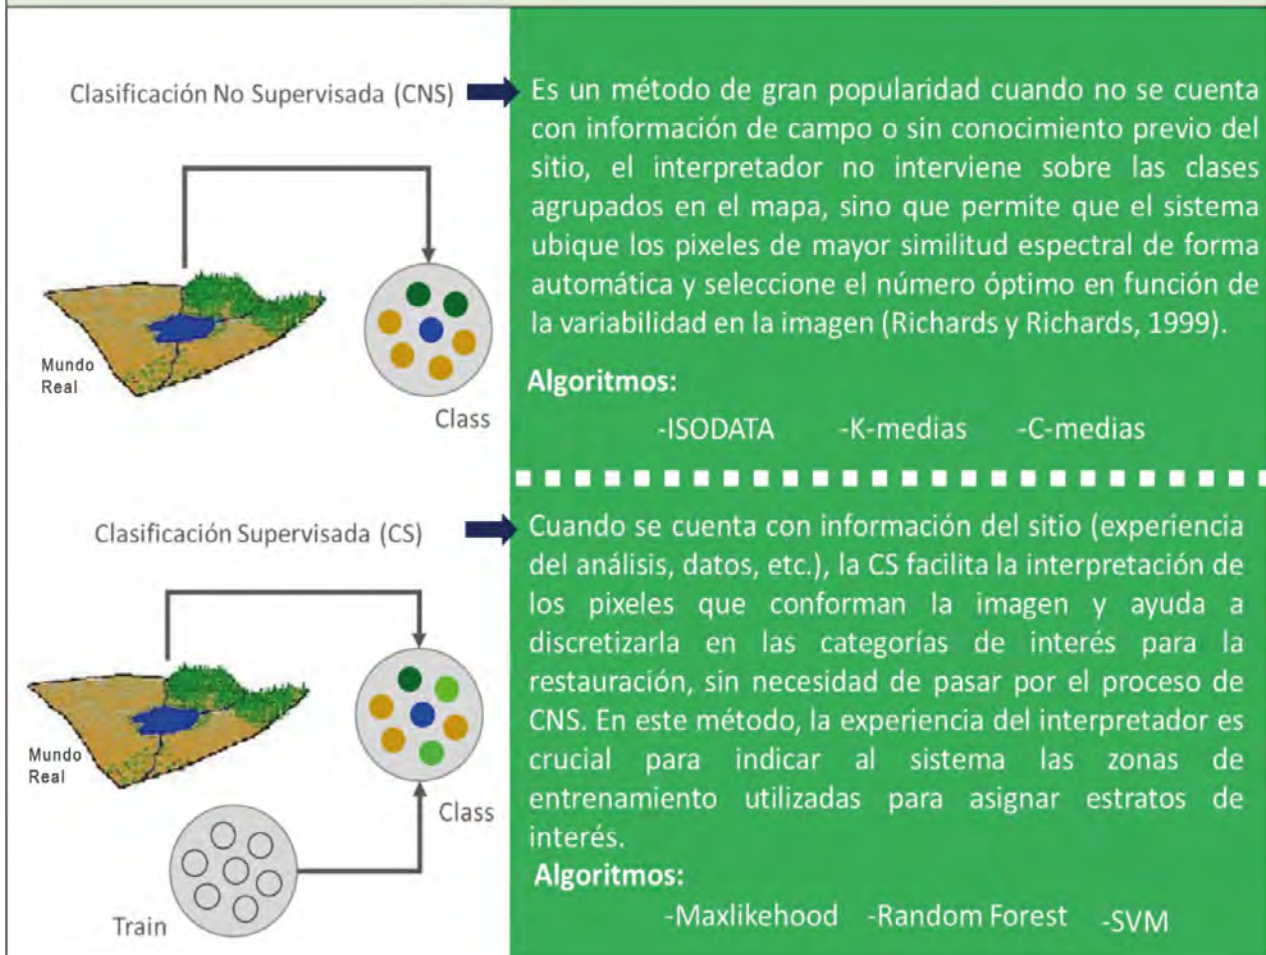 Clasificación No Supervisada (CNS)
Es un método de gran popularidad cuando no se cuenta
con información de campo o sin conocimiento previo del
sitio, el interpretador no interviene sobre las clases
agrupados en el mapa, sino que permite que el sistema
ubique los pixeles de mayor similitud espectral de forma
automática y seleccione el número óptimo en función de
la variabilidad en la imagen (Richards y Richards, 1999).
Mundo
Real
Class
Algoritmos:
-ISODATA -K-medias -C-medias
Clasificación Supervisada (CS)
Cuando se cuenta con información del sitio (experiencia
del análisis, datos, etc.), la CS facilita la interpretación de
los pixeles que conforman la imagen y ayuda a
discretizarla en las categorías de interés para la
restauración, sin necesidad de pasar por el proceso de
CNS. En este método, la experiencia del interpretador es
crucial para indicar al sistema las zonas de
entrenamiento utilizadas para asignar estratos de
interés.
Mundo
Real
Class
Train
Algoritmos:
-Maxlikehood -Random Forest -SVM